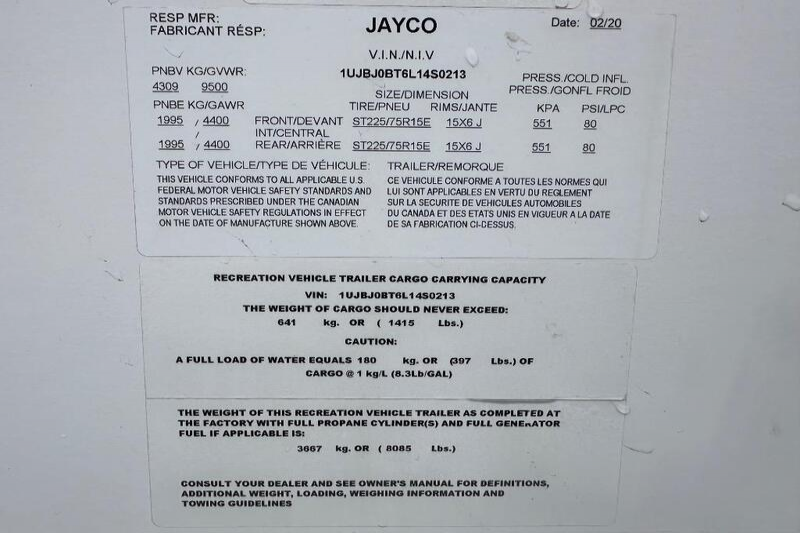 RESP MFR: JAYCO Date: 02/20
FABRICANT RÉSP:
V.I.N./N.I.V
PNBV KG/GVWR: 1UJBJ0BT6L14S0213 PRESS./COLD INFL.
4309 9500 SIZE/DIMENSION PRESS./GONFL FROID
PNBE KG/GAWR TIRE/PNEU RIMS/JANTE KPA PSI/LPC
1995 / 4400 FRONT/DEVANT ST225/75R15E 15X6 J 551 80
/ INT/CENTRAL
1995 / 4400 REAR/ARRIÈRE ST225/75R15E 15X6 J 551 80
TYPE OF VEHICLE/TYPE DE VÉHICULE: TRAILER/REMORQUE
THIS VEHICLE CONFORMS TO ALL APPLICABLE U.S.
FEDERAL MOTOR VEHICLE SAFETY STANDARDS AND
STANDARDS PRESCRIBED UNDER THE CANADIAN
MOTOR VEHICLE SAFETY REGULATIONS IN EFFECT
ON THE DATE OF MANUFACTURE SHOWN ABOVE.
CE VEHICULE CONFORME A TOUTES LES NORMES QUI
LUI SONT APPLICABLES EN VERTU DU REGLEMENT
SUR LA SECURITE DE VEHICULES AUTOMOBILES
DU CANADA ET DES ETATS UNIS EN VIGUEUR A LA DATE
DE SA FABRICATION CI-DESSUS.
RECREATION VEHICLE TRAILER CARGO CARRYING CAPACITY
VIN: 1UJBJ0BT6L14S0213
THE WEIGHT OF CARGO SHOULD NEVER EXCEED:
641 kg. OR ( 1415 Lbs.)
CAUTION:
A FULL LOAD OF WATER EQUALS 180 kg. OR (397 Lbs.) OF
CARGO @ 1 kg/L (8.3Lb/GAL)
THE WEIGHT OF THIS RECREATION VEHICLE TRAILER AS COMPLETED AT
THE FACTORY WITH FULL PROPANE CYLINDER(S) AND FULL GENERATOR
FUEL IF APPLICABLE IS:
3667 kg. OR ( 8085 Lbs.)
CONSULT YOUR DEALER AND SEE OWNER'S MANUAL FOR DEFINITIONS,
ADDITIONAL WEIGHT, LOADING, WEIGHING INFORMATION AND
TOWING GUIDELINES